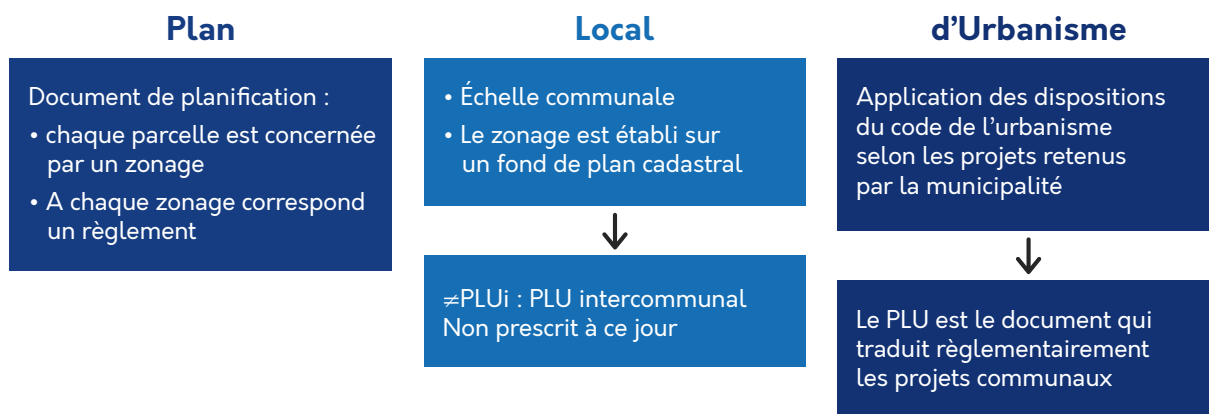 Plan
Document de planification :
• chaque parcelle est concernée
par un zonage
• A chaque zonage correspond
un règlement
Local
• Échelle communale
• Le zonage est établi sur
un fond de plan cadastral
≠PLUi : PLU intercommunal
Non prescrit à ce jour
d’Urbanisme
Application des dispositions
du code de l’urbanisme
selon les projets retenus
par la municipalité
Le PLU est le document qui
traduit règlementairement
les projets communaux